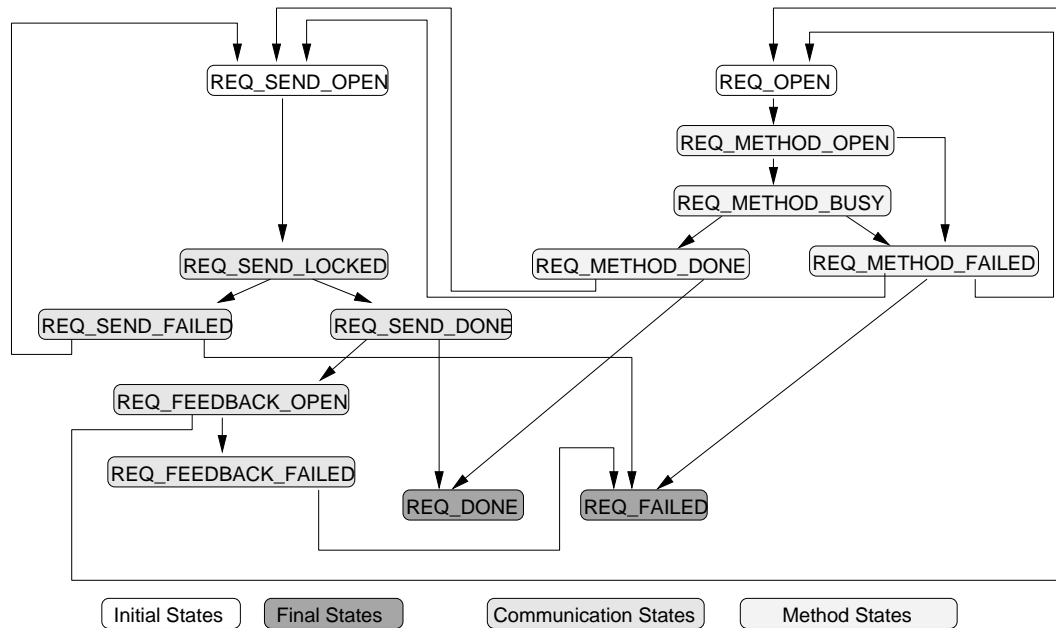 REQ_SEND_OPEN
REQ_OPEN
REQ_METHOD_OPEN
REQ_METHOD_BUSY
REQ_SEND_LOCKED
REQ_METHOD_DONE
REQ_METHOD_FAILED
REQ_SEND_FAILED
REQ_SEND_DONE
REQ_FEEDBACK_OPEN
REQ_FEEDBACK_FAILED
REQ_DONE
REQ_FAILED
Initial States
Final States
Communication States
Method States